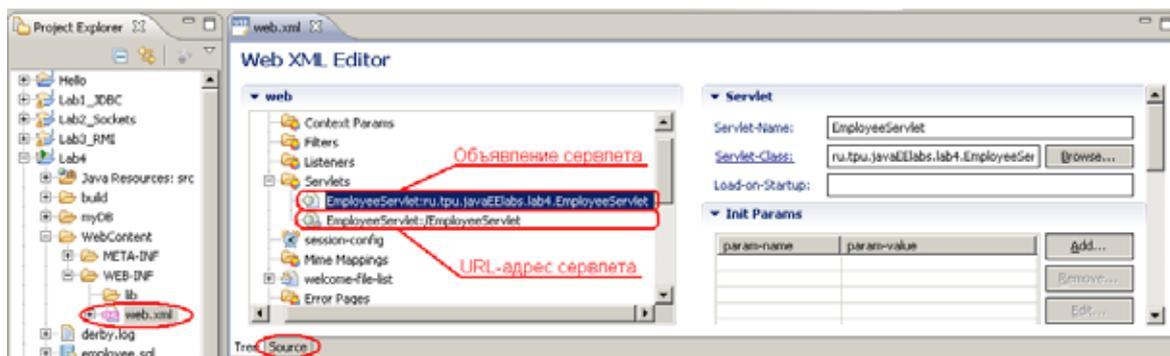 Project Explorer
Hello
Lab1_JDBC
Lab2_Sockets
Lab3_RMI
Lab4
Java Resources: src
build
myDB
WebContent
META-INF
WEB-INF
lib
web.xml
derby.log
employee.sql
web.xml
Web XML Editor
web
Context Params
Filters
Listeners
Servlets
EmployeeServlet:ru.tpu.javaEElabs.lab4.EmployeeServlet
EmployeeServlet:/EmployeeServlet
session-config
Mime Mappings
welcome-file-list
Error Pages
Объявление сервлета
URL-адрес сервлета
Tree
Source
Servlet
Servlet-Name:
EmployeeServlet
Servlet-Class:
ru.tpu.javaEElabs.lab4.EmployeeSer
Browse...
Load-on-Startup:
Init Params
param-name
param-value
Add...
Remove...
Edit...